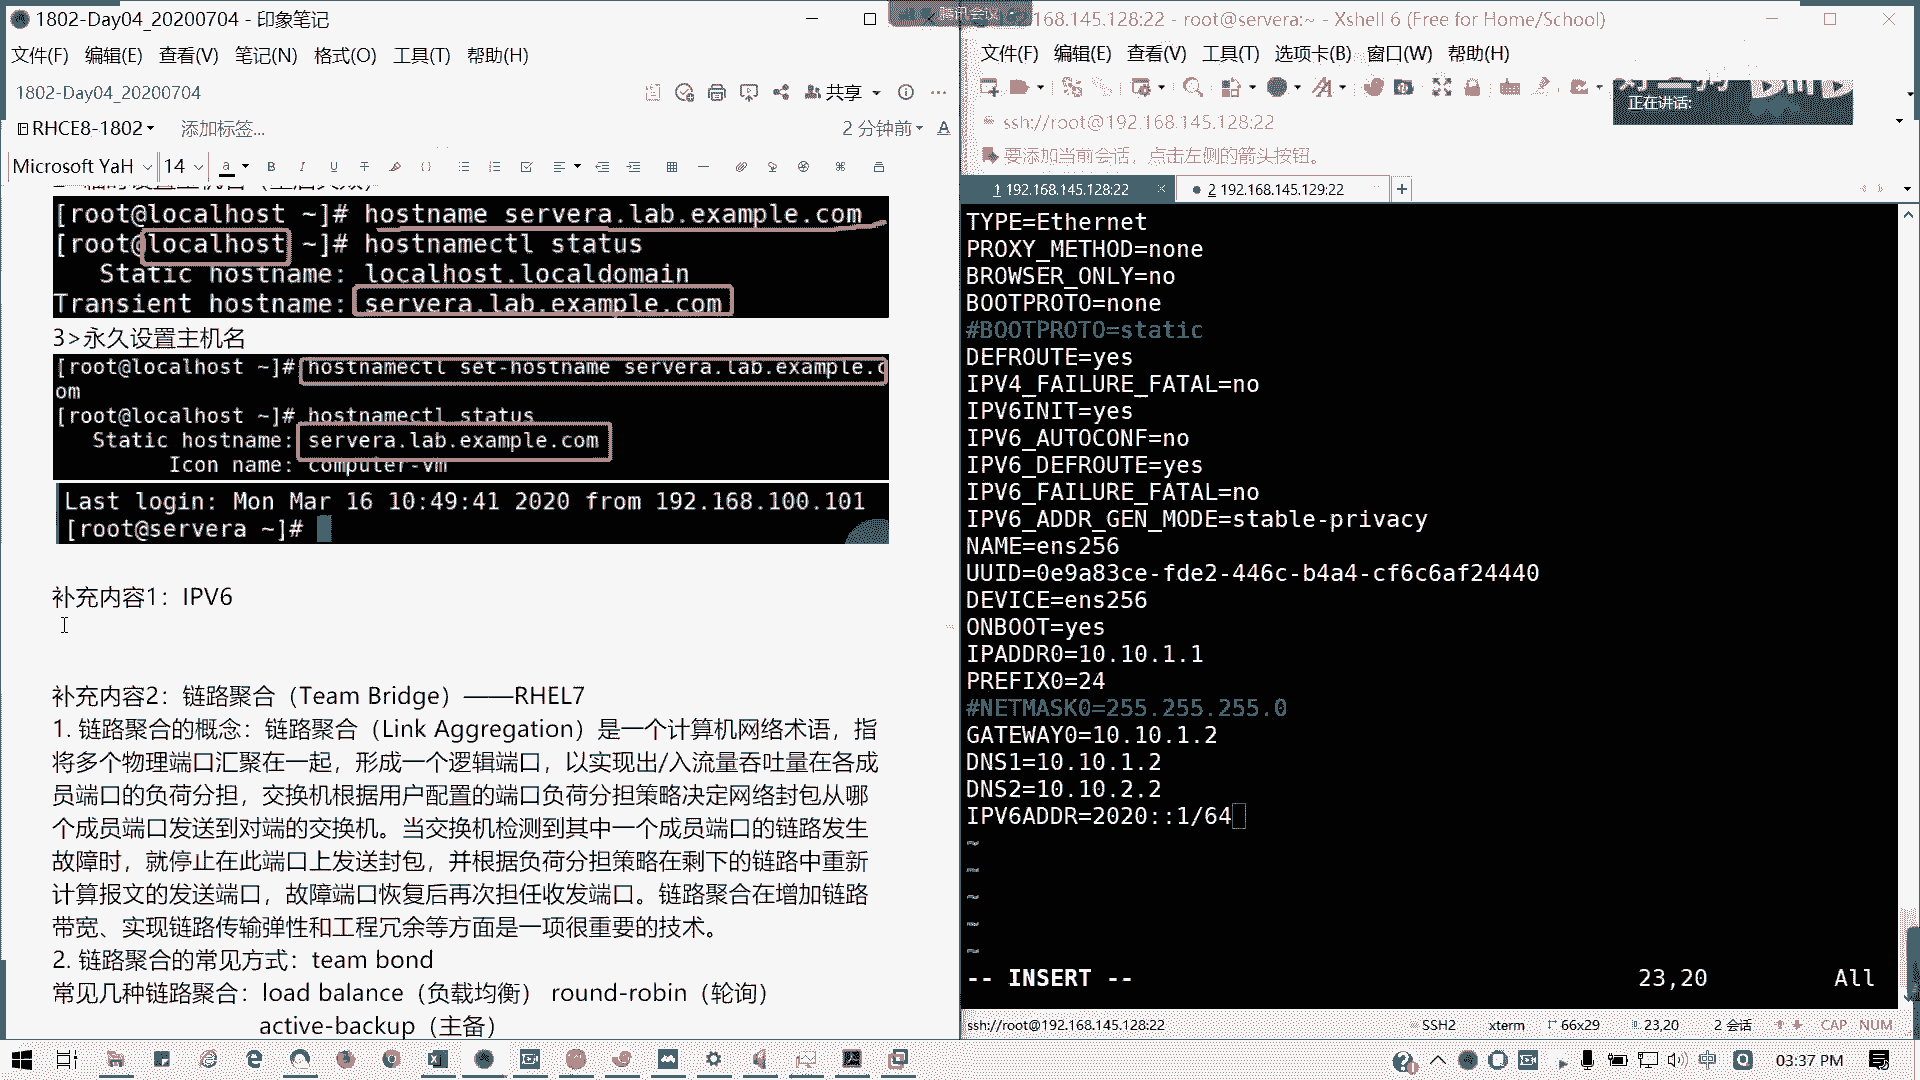 1802-Day04_20200704 - 印象笔记
文件(F) 编辑(E) 查看(V) 笔记(N) 格式(O) 工具(T) 帮助(H)
1802-Day04_20200704
共享
RHCE8-1802 添加标签...
2 分钟前
Microsoft YaH 14
[root@localhost ~]# hostname servera.lab.example.com
[root@localhost ~]# hostnamectl status
Static hostname: localhost.localdomain
Transient hostname: servera.lab.example.com
3>永久设置主机名
[root@localhost ~]# hostnamectl set-hostname servera.lab.example.c
om
[root@localhost ~]# hostnamectl status
Static hostname: servera.lab.example.com
Icon name: computer-vm
Last login: Mon Mar 16 10:49:41 2020 from 192.168.100.101
[root@servera ~]#
补充内容1：IPV6
补充内容2：链路聚合（Team Bridge）——RHEL7
1. 链路聚合的概念：链路聚合（Link Aggregation）是一个计算机网络术语，指
将多个物理端口汇聚在一起，形成一个逻辑端口，以实现出/入流量吞吐量在各成
员端口的负荷分担，交换机根据用户配置的端口负荷分担策略决定网络封包从哪
个成员端口发送到对端的交换机。当交换机检测到其中一个成员端口的链路发生
故障时，就停止在此端口上发送封包，并根据负荷分担策略在剩下的链路中重新
计算报文的发送端口，故障端口恢复后再次担任收发端口。链路聚合在增加链路
带宽、实现链路传输弹性和工程冗余等方面是一项很重要的技术。
2. 链路聚合的常见方式：team bond
常见几种链路聚合：load balance（负载均衡） round-robin（轮询）
active-backup（主备）
腾讯会议
.168.145.128:22 - root@servera:~ - Xshell 6 (Free for Home/School)
文件(F) 编辑(E) 查看(V) 工具(T) 选项卡(B) 窗口(W) 帮助(H)
正在讲话:
ssh://root@192.168.145.128:22
要添加当前会话，点击左侧的箭头按钮。
1 192.168.145.128:22 2 192.168.145.129:22
TYPE=Ethernet
PROXY_METHOD=none
BROWSER_ONLY=no
BOOTPROTO=none
#BOOTPROTO=static
DEFROUTE=yes
IPV4_FAILURE_FATAL=no
IPV6INIT=yes
IPV6_AUTOCONF=no
IPV6_DEFROUTE=yes
IPV6_FAILURE_FATAL=no
IPV6_ADDR_GEN_MODE=stable-privacy
NAME=ens256
UUID=0e9a83ce-fde2-446c-b4a4-cf6c6af24440
DEVICE=ens256
ONBOOT=yes
IPADDR0=10.10.1.1
PREFIX0=24
#NETMASK0=255.255.255.0
GATEWAY0=10.10.1.2
DNS1=10.10.1.2
DNS2=10.10.2.2
IPV6ADDR=2020::1/64
~
~
~
~
~
-- INSERT -- 23,20 All
ssh://root@192.168.145.128:22 SSH2 xterm 66x29 23,20 2 会话 CAP NUM
中 03:37 PM